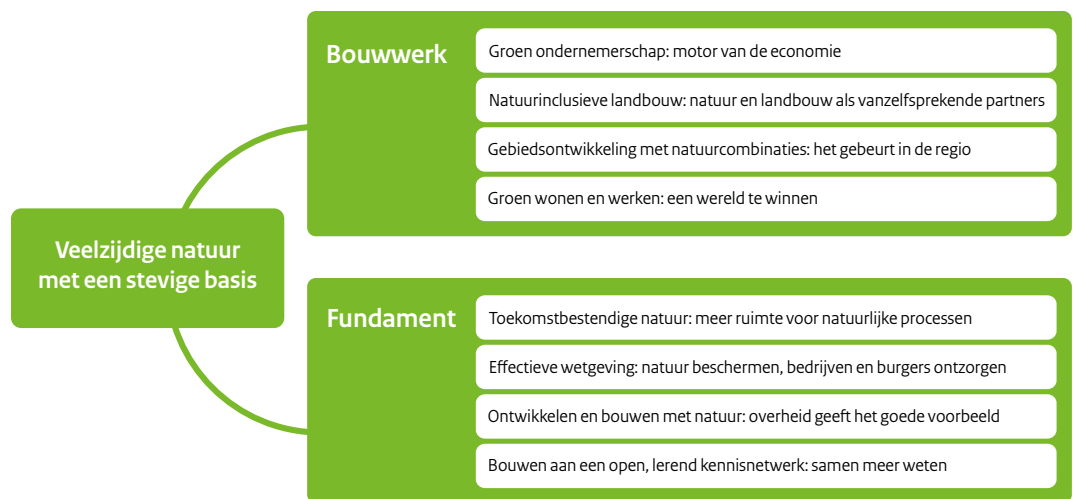 Veelzijdige natuur
met een stevige basis
Bouwwerk
Groen ondernemerschap: motor van de economie
Natuurinclusieve landbouw: natuur en landbouw als vanzelfsprekende partners
Gebiedsontwikkeling met natuurcombinaties: het gebeurt in de regio
Groen wonen en werken: een wereld te winnen
Fundament
Toekomstbestendige natuur: meer ruimte voor natuurlijke processen
Effectieve wetgeving: natuur beschermen, bedrijven en burgers ontzorgen
Ontwikkelen en bouwen met natuur: overheid geeft het goede voorbeeld
Bouwen aan een open, lerend kennisnetwerk: samen meer weten